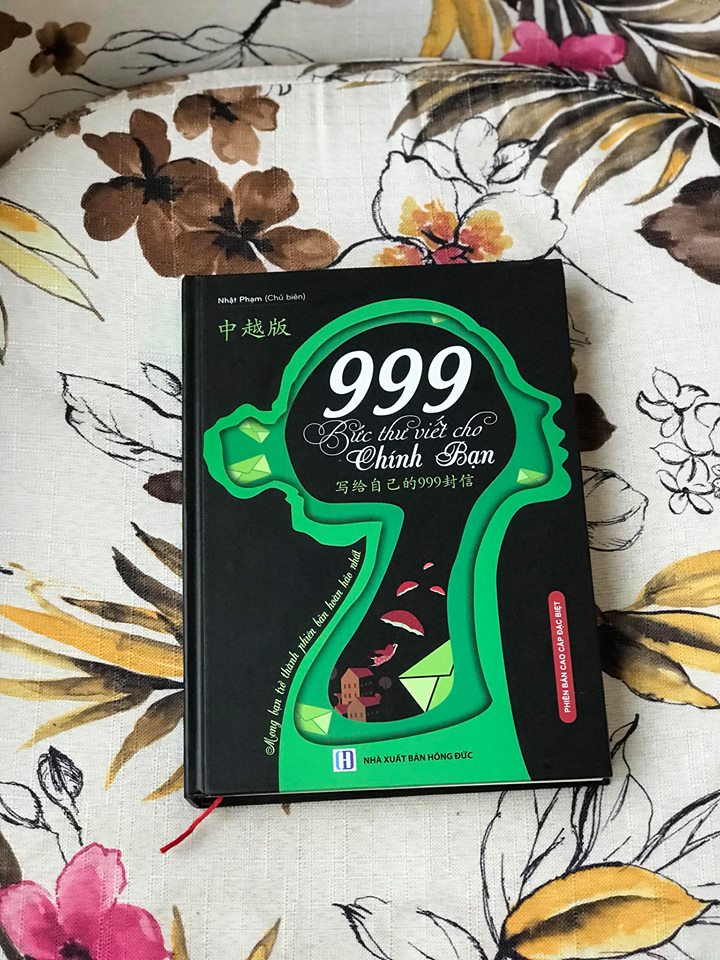 Nhật Phạm (Chủ biên)
中越版
999
Bức thư viết cho
Chính Bạn
写给自己的999封信
Mong bạn trở thành phiên bản hoàn hảo nhất
PHIÊN BẢN CAO CẤP ĐẶC BIỆT
NHÀ XUẤT BẢN HỒNG ĐỨC